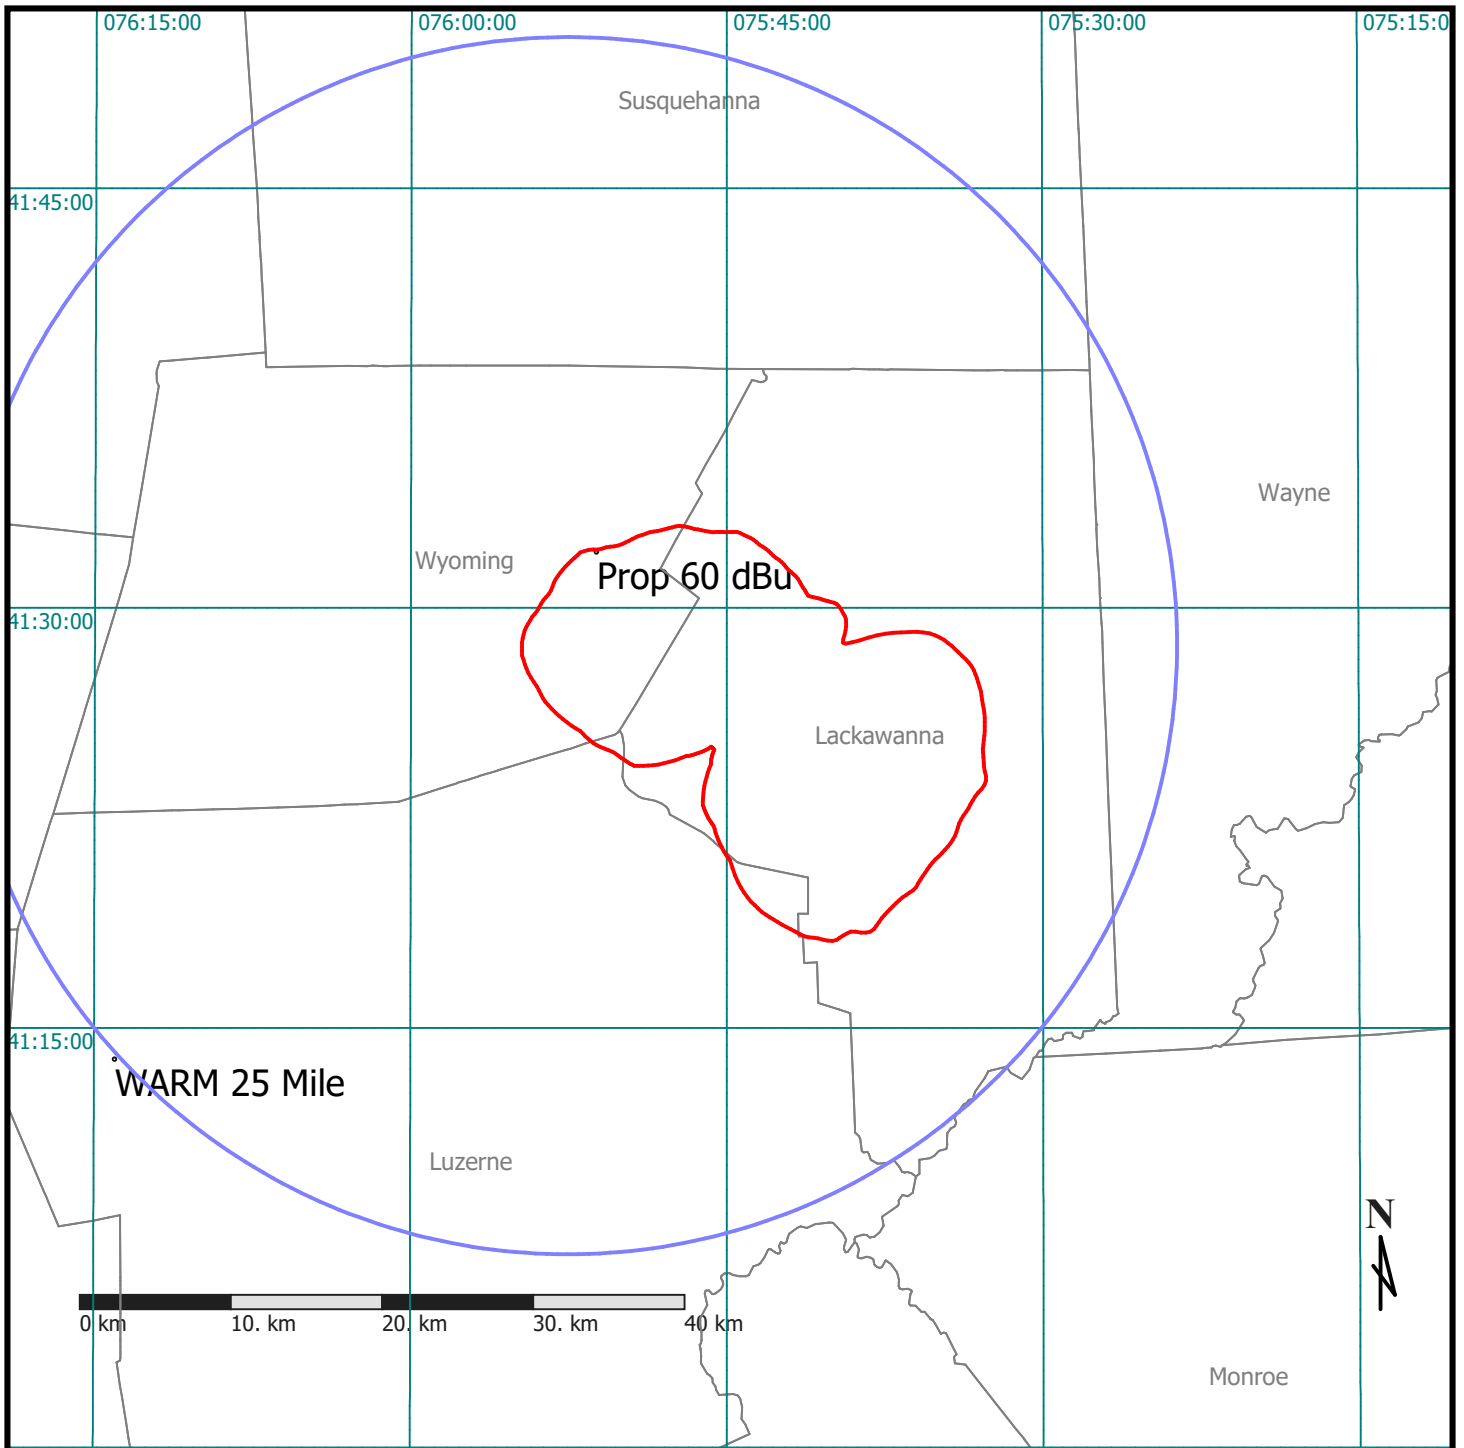 076:15:00
076:00:00
075:45:00
075:30:00
075:15:0
Susquehanna
41:45:00
Wayne
Wyoming
Prop 60 dBu
41:30:00
Lackawanna
41:15:00
WARM 25 Mile
Luzerne
N
0 km
10. km
20. km
30. km
40 km
Monroe